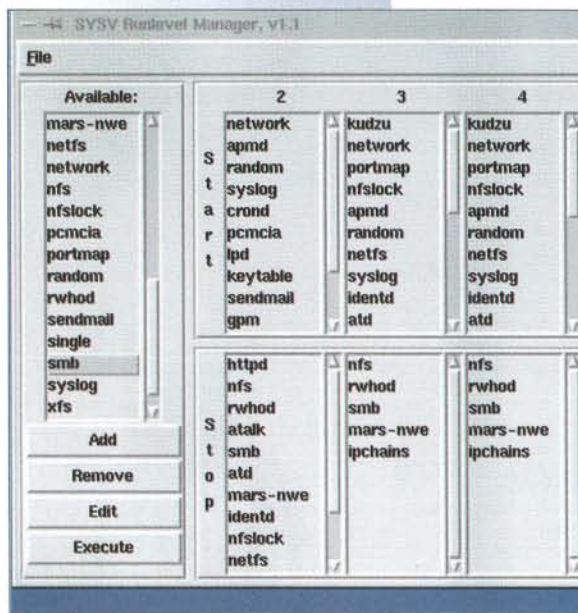 SYSV Runlevel Manager, v1.1
File
Available:
mars-nwe
netfs
network
nfs
nfslock
pcmcia
portmap
random
rwhod
sendmail
single
smb
syslog
xfs
Add
Remove
Edit
Execute
2 3 4
Start
network
apmd
random
syslog
crond
pcmcia
lpd
keytable
sendmail
gpm
kudzu
network
portmap
nfslock
apmd
random
netfs
syslog
identd
atd
kudzu
network
portmap
nfslock
apmd
random
netfs
syslog
identd
atd
Stop
httpd
nfs
rwhod
atalk
smb
atd
mars-nwe
identd
nfslock
netfs
nfs
rwhod
smb
mars-nwe
ipchains
nfs
rwhod
smb
mars-nwe
ipchains